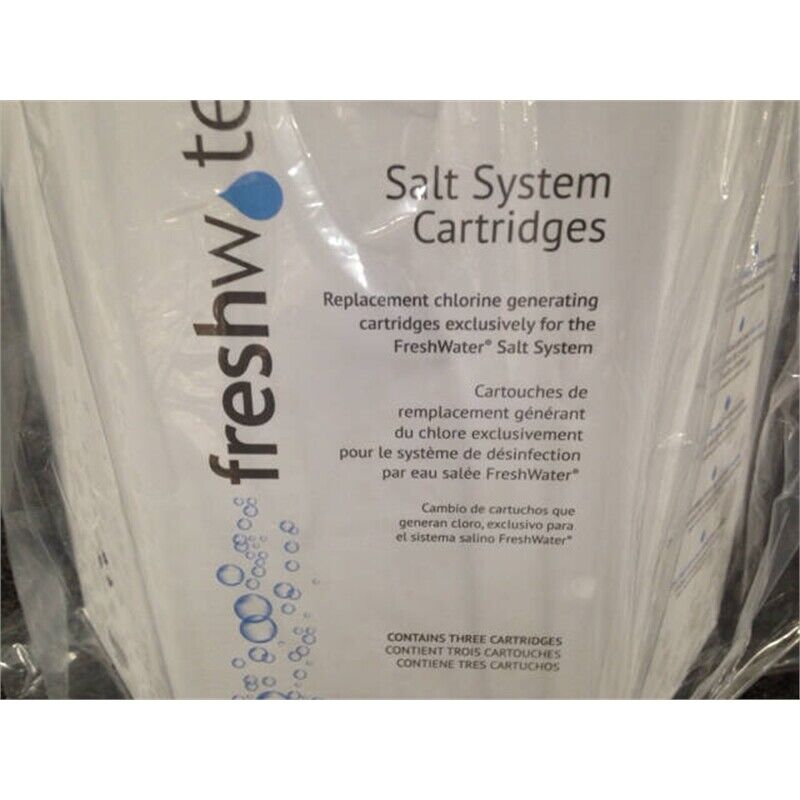 freshwate
Salt System
Cartridges
Replacement chlorine generating
cartridges exclusively for the
FreshWater® Salt System
Cartouches de
remplacement générant
du chlore exclusivement
pour le système de désinfection
par eau salée FreshWater®
Cambio de cartuchos que
generan cloro, exclusivo para
el sistema salino FreshWater®
CONTAINS THREE CARTRIDGES
CONTIENT TROIS CARTOUCHES
CONTIENE TRES CARTUCHOS